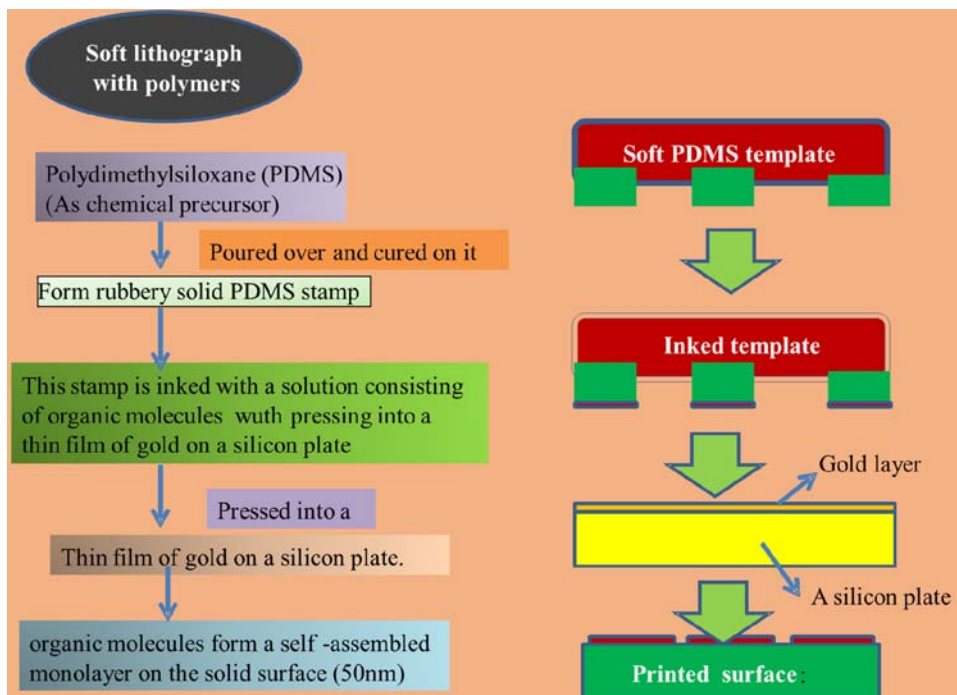 Soft lithograph
with polymers
Polydimethylsiloxane (PDMS)
(As chemical precursor)
Poured over and cured on it
Form rubbery solid PDMS stamp
This stamp is inked with a solution consisting
of organic molecules wuth pressing into a
thin film of gold on a silicon plate
Pressed into a
Thin film of gold on a silicon plate.
organic molecules form a self -assembled
monolayer on the solid surface (50nm)
Soft PDMS template
Inked template
Gold layer
A silicon plate
Printed surface: